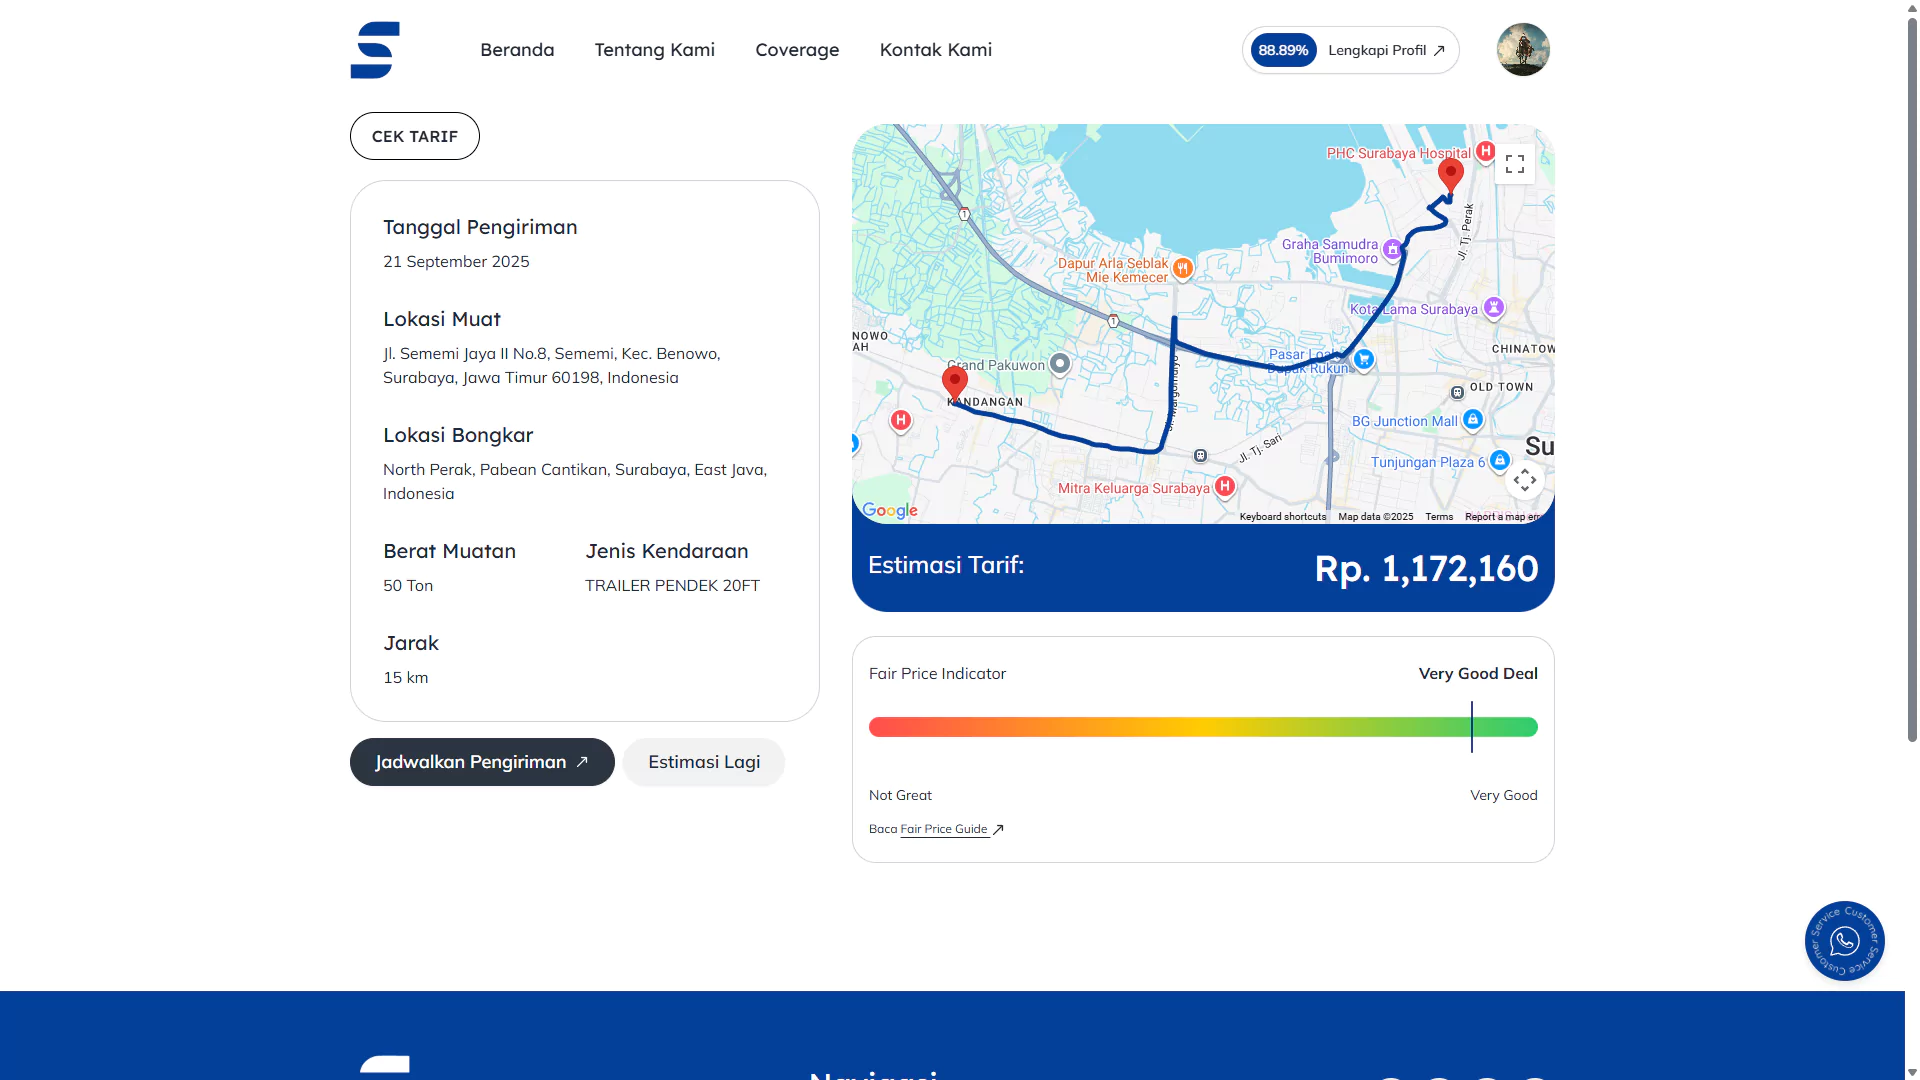 Beranda
Tentang Kami
Coverage
Kontak Kami
88.89%
Lengkapi Profil
CEK TARIF
Tanggal Pengiriman
21 September 2025
Lokasi Muat
Jl. Sememi Jaya II No.8, Sememi, Kec. Benowo,
Surabaya, Jawa Timur 60198, Indonesia
Lokasi Bongkar
North Perak, Pabean Cantikan, Surabaya, East Java,
Indonesia
Berat Muatan
50 Ton
Jenis Kendaraan
TRAILER PENDEK 20FT
Jarak
15 km
Jadwalkan Pengiriman
Estimasi Lagi
PHC Surabaya Hospital
H
1
Jl. Tj. Perak
Graha Samudra
Bumimoro
Dapur Arla Seblak
Mie Kemecer
Kota Lama Surabaya
1
NOWO
AH
CHINATOW
Pasar Loak
Dupak Rukun
Grand Pakuwon
OLD TOWN
KANDANGAN
H
BG Junction Mall
Su
Jl. Tj. Sari
Tunjungan Plaza 6
Mitra Keluarga Surabaya
H
Google
Keyboard shortcuts
Map data ©2025
Terms
Report a map err
Estimasi Tarif:
Rp. 1,172,160
Fair Price Indicator
Very Good Deal
Not Great
Very Good
Baca Fair Price Guide
Customer Service Customer Service
Navigasi